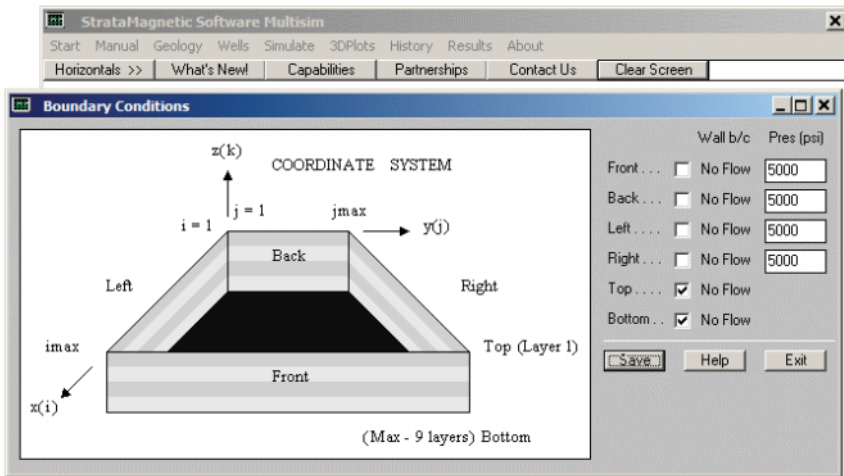 StrataMagnetic Software Multisim
Start Manual Geology Wells Simulate 3DPlots History Results About
Horizontals >> What's New! Capabilities Partnerships Contact Us Clear Screen
Boundary Conditions
z(k)
COORDINATE SYSTEM
i = 1
j = 1
jmax
y(j)
Back
Left
Right
imax
Top (Layer 1)
Front
x(i)
(Max - 9 layers) Bottom
Wall b/c Pres (psi)
Front . . . No Flow 5000
Back . . . No Flow 5000
Left . . . . No Flow 5000
Right . . . No Flow 5000
Top . . . . No Flow
Bottom . . No Flow
Save Help Exit